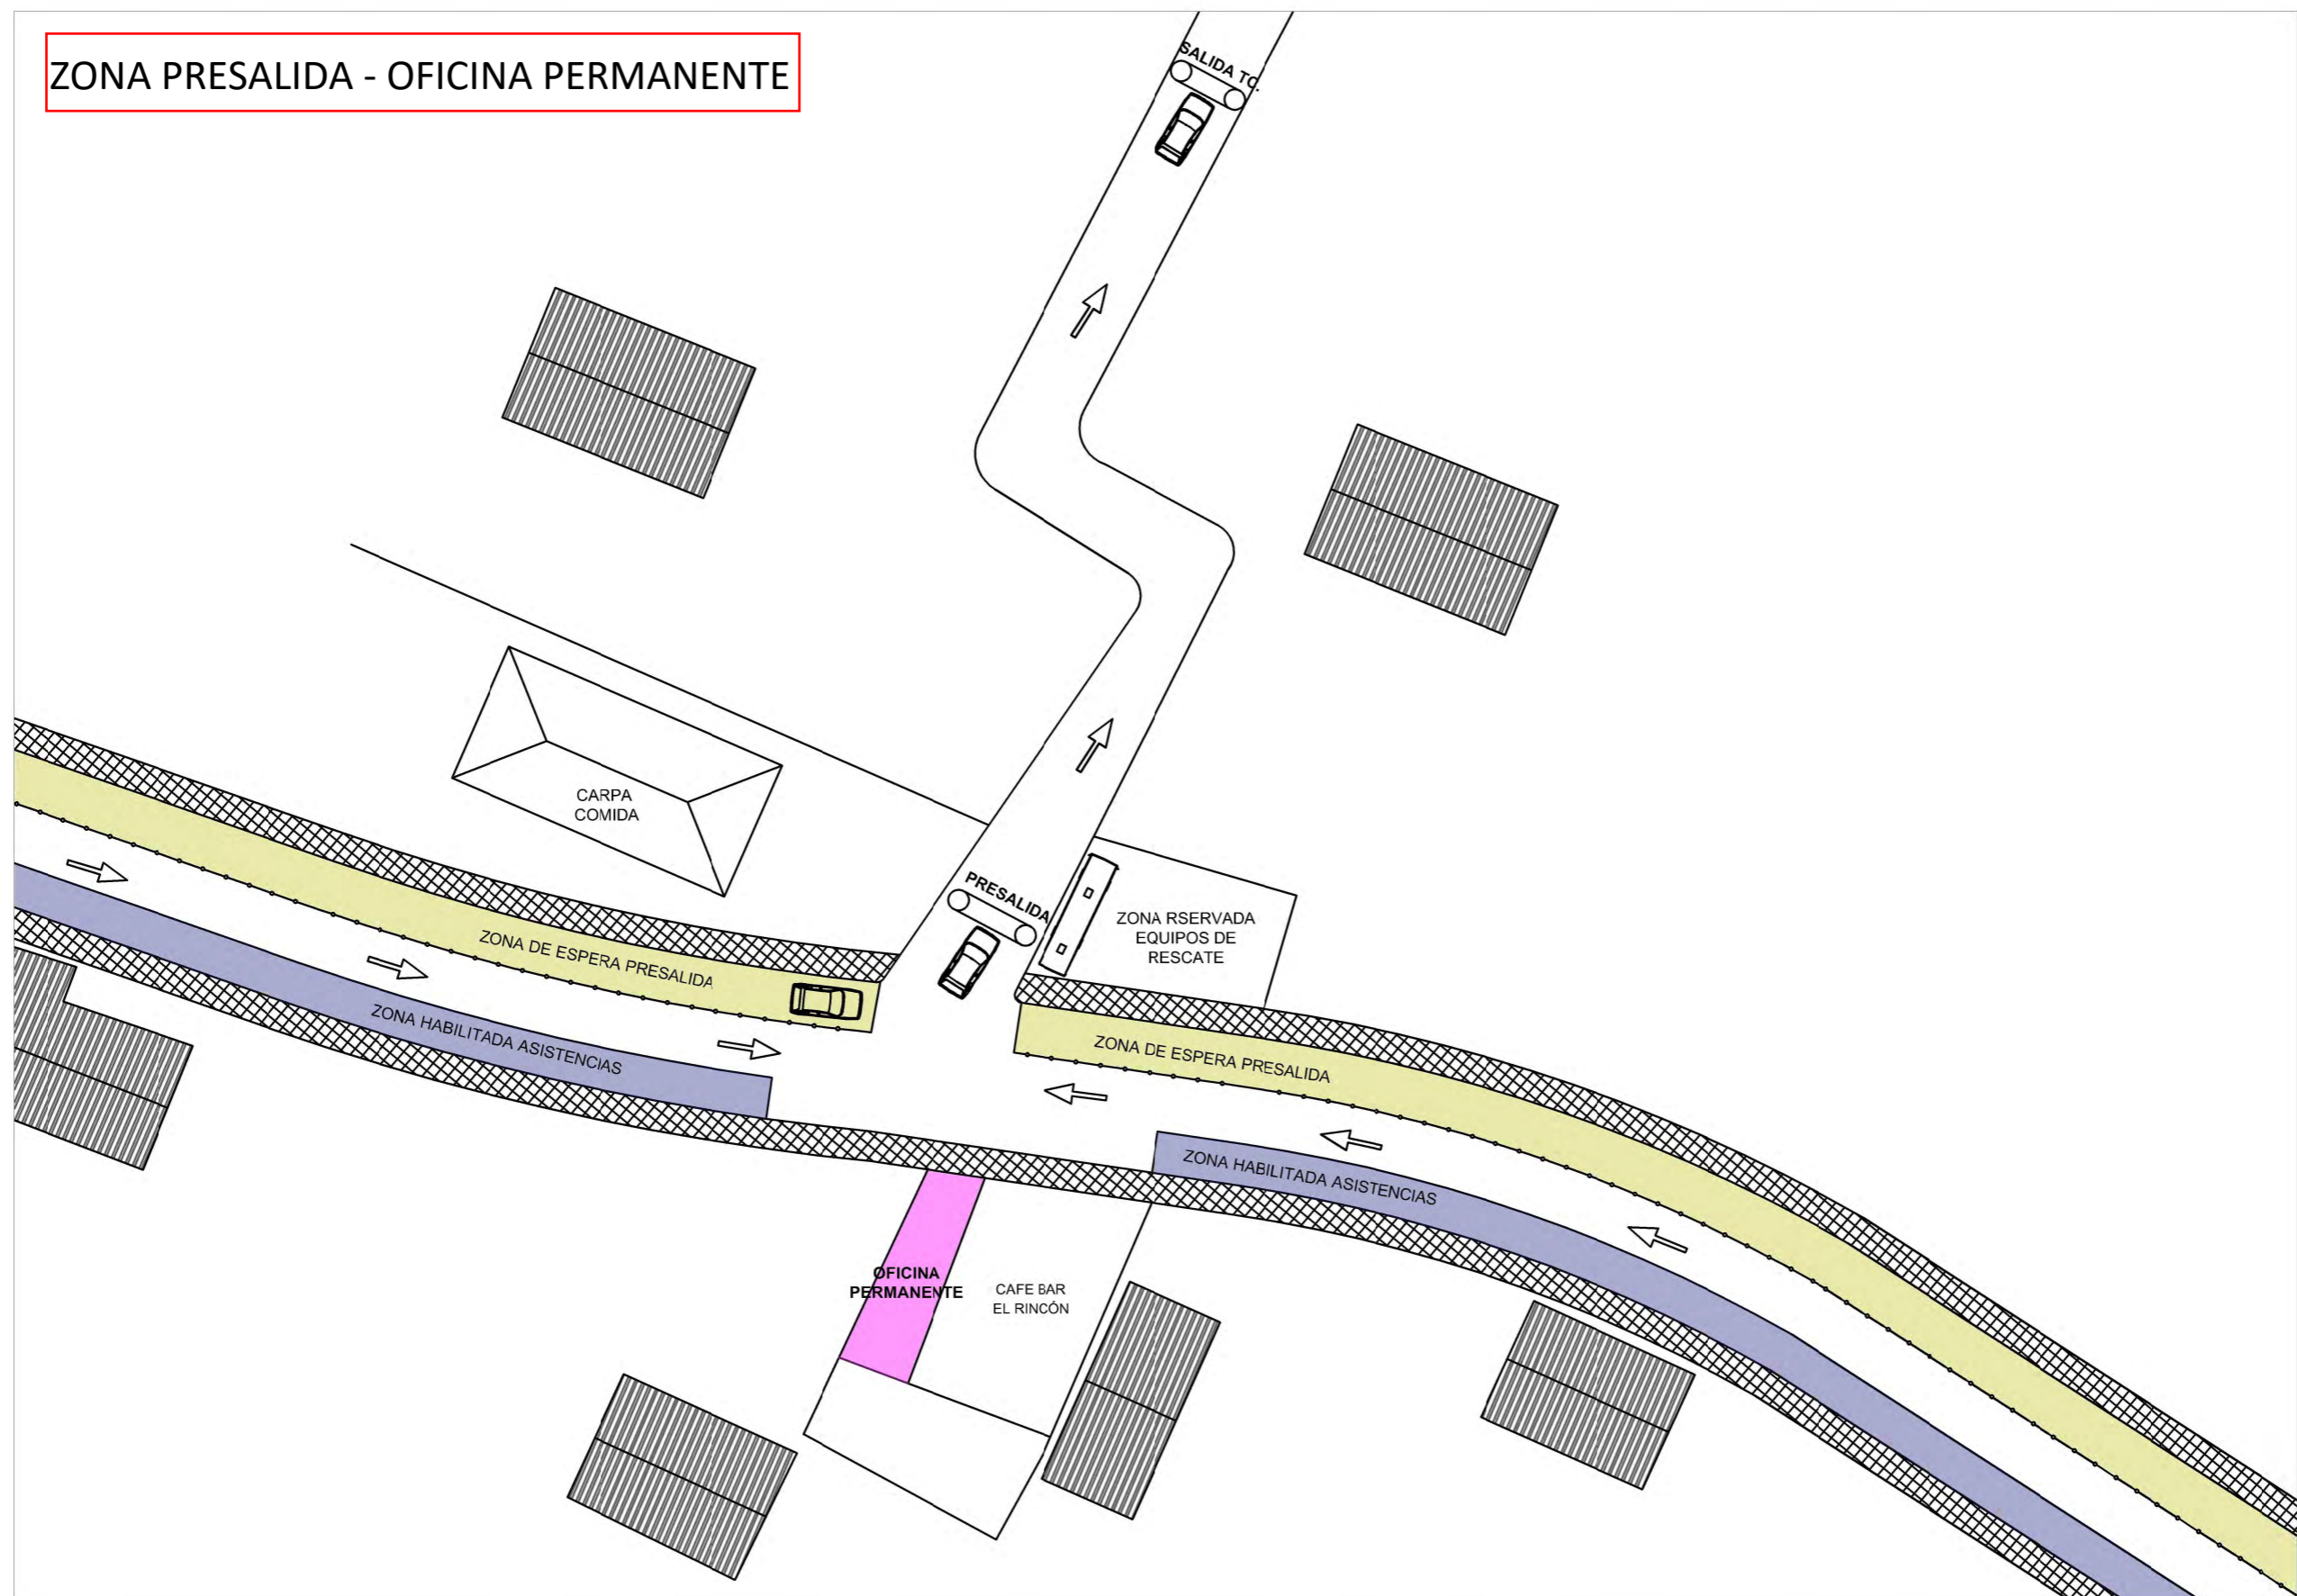 ZONA PRESALIDA - OFICINA PERMANENTE
SALIDA TC.
CARPA
COMIDA
PRESALIDA
ZONA RSERVADA
EQUIPOS DE
RESCATE
ZONA DE ESPERA PRESALIDA
ZONA HABILITADA ASISTENCIAS
ZONA DE ESPERA PRESALIDA
ZONA HABILITADA ASISTENCIAS
OFICINA
PERMANENTE
CAFE BAR
EL RINCÓN